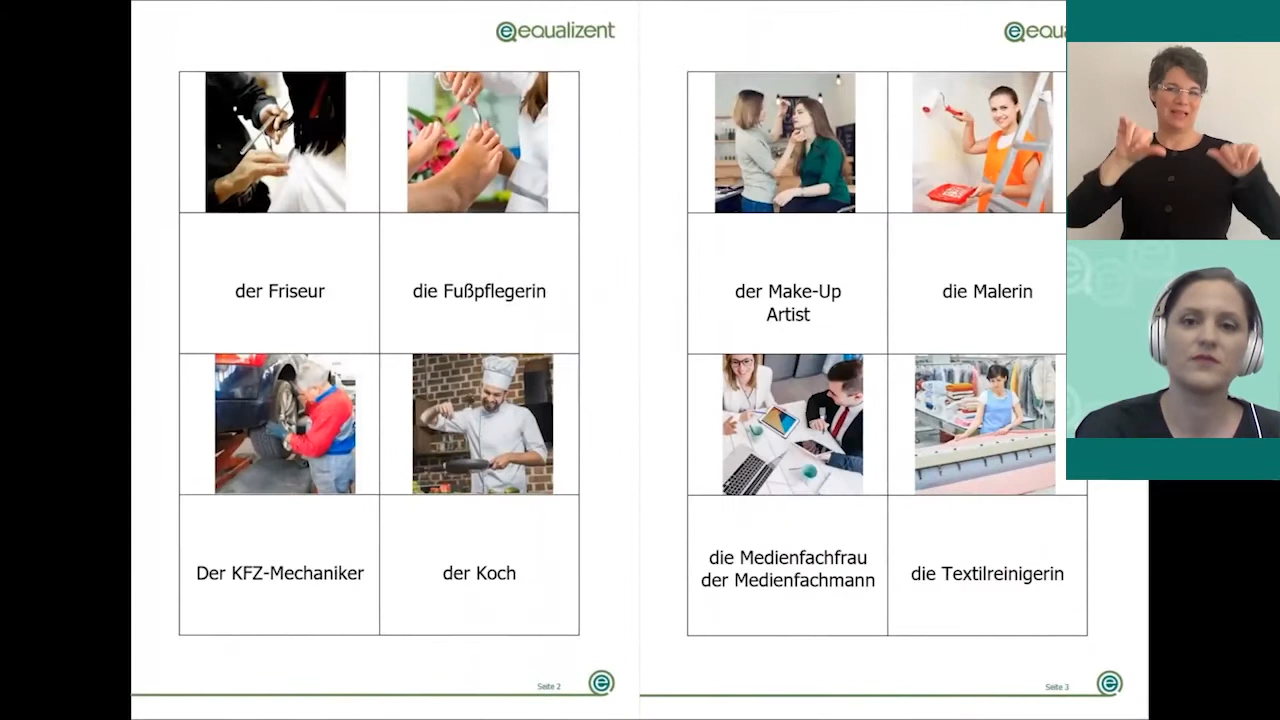 equalizent
equa
der Friseur
die Fußpflegerin
der Make-Up
Artist
die Malerin
Der KFZ-Mechaniker
der Koch
die Medienfachfrau
der Medienfachmann
die Textilreinigerin
Seite 2
Seite 3